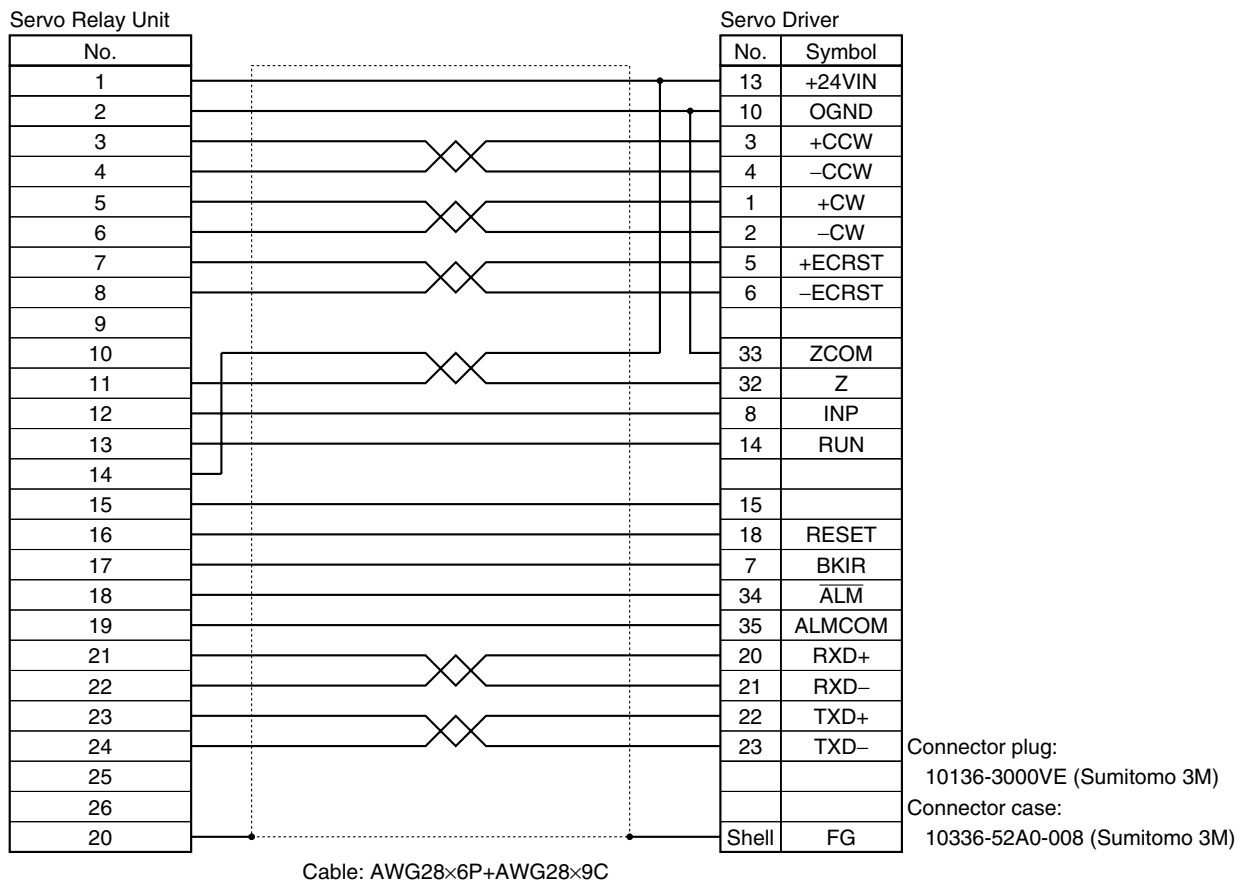 Servo Relay Unit Servo Driver
No. No. Symbol
1 13 +24VIN
2 10 OGND
3 3 +CCW
4 4 −CCW
5 1 +CW
6 2 −CW
7 5 +ECRST
8 6 −ECRST
9
10 33 ZCOM
11 32 Z
12 8 INP
13 14 RUN
14
15 15
16 18 RESET
17 7 BKIR
18 34 A̅L̅M̅
19 35 ALMCOM
21 20 RXD+
22 21 RXD−
23 22 TXD+
24 23 TXD− Connector plug:
25 10136-3000VE (Sumitomo 3M)
26 Connector case:
20 Shell FG 10336-52A0-008 (Sumitomo 3M)
Cable: AWG28×6P+AWG28×9C